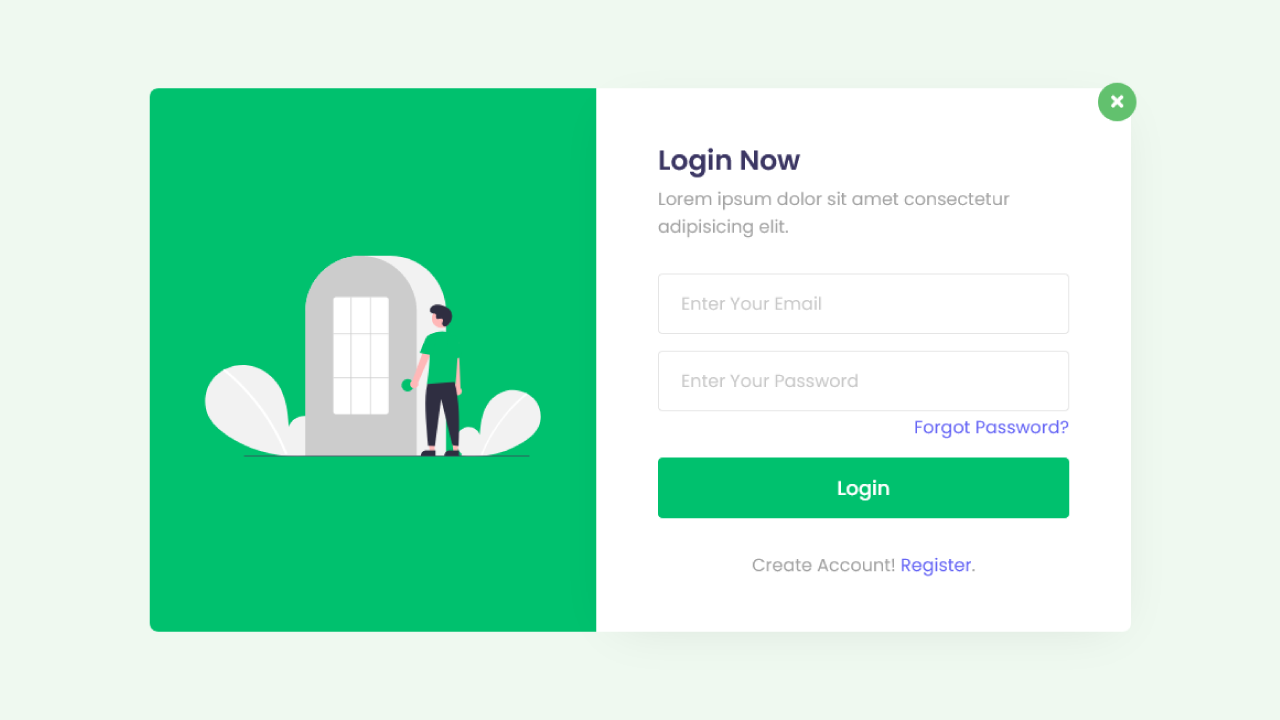 Login Now
Lorem ipsum dolor sit amet consectetur
adipisicing elit.
Enter Your Email
Enter Your Password
Forgot Password?
Login
Create Account! Register.